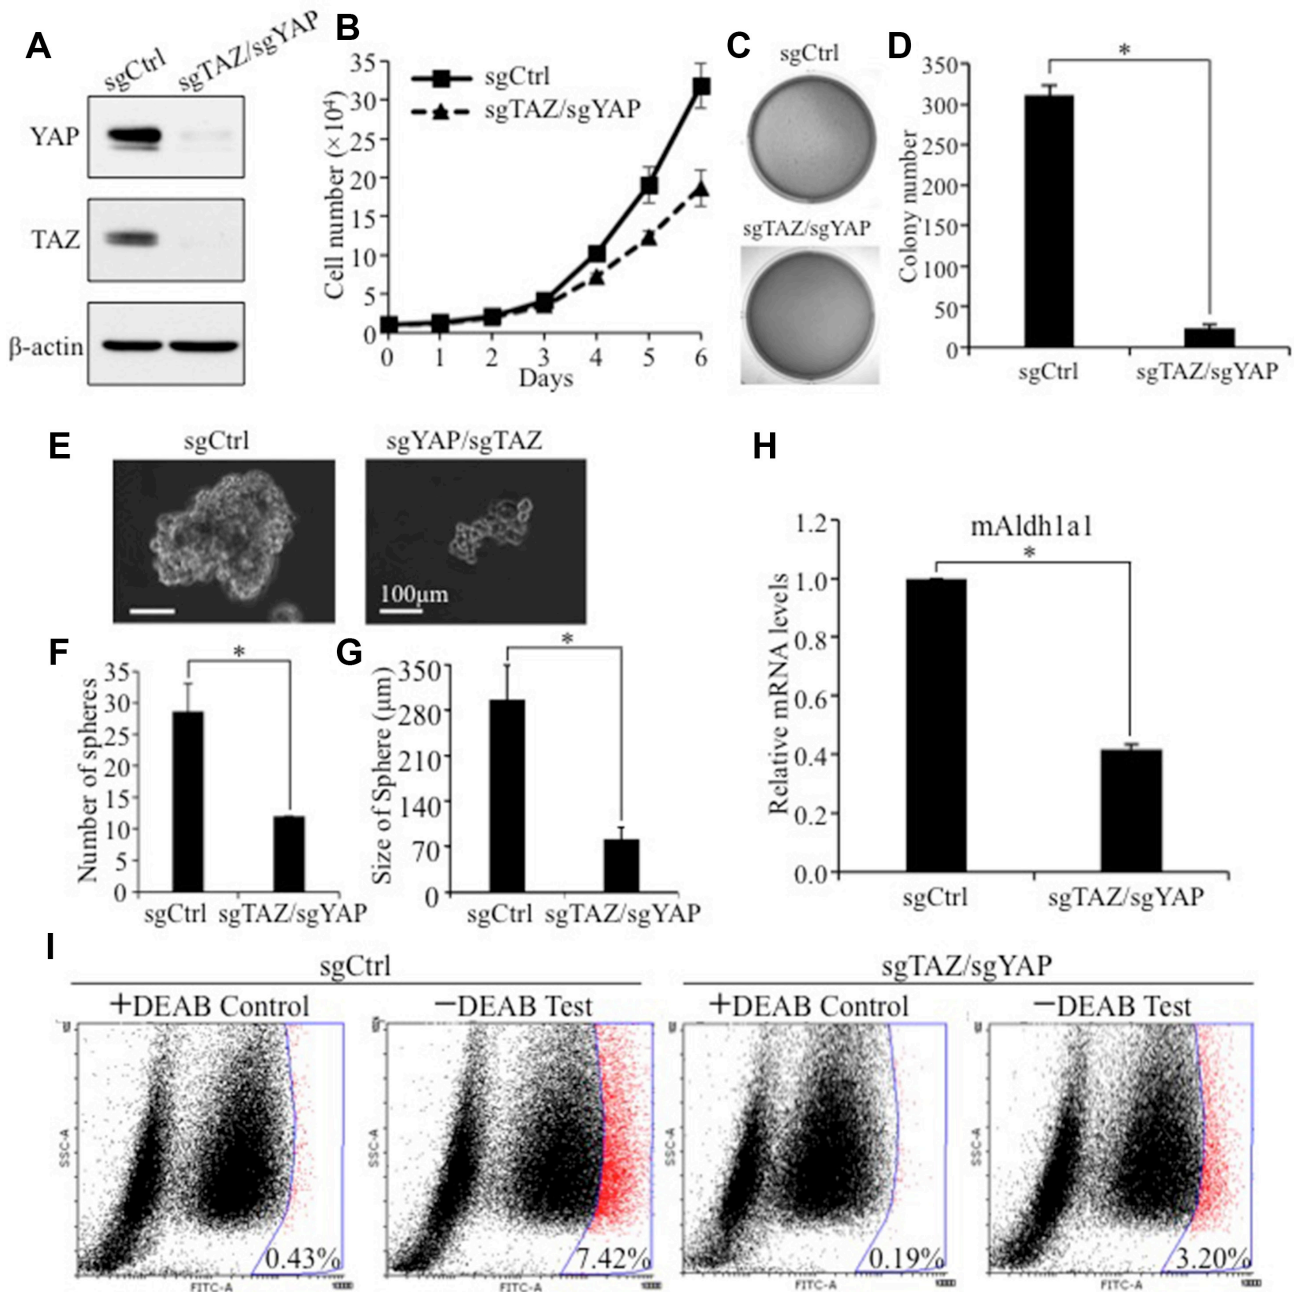 A
sgCtrl
sgTAZ/sgYAP
YAP
TAZ
β-actin
B
Cell number (×10⁴)
35
30
25
20
15
10
5
0
sgCtrl
sgTAZ/sgYAP
0 1 2 3 4 5 6
Days
C
sgCtrl
sgTAZ/sgYAP
D
Colony number
350
300
250
200
150
100
50
0
*
sgCtrl sgTAZ/sgYAP
E
sgCtrl
sgYAP/sgTAZ
100μm
F
Number of spheres
35
30
25
20
15
10
5
0
*
sgCtrl sgTAZ/sgYAP
G
Size of Sphere (μm)
350
280
210
140
70
0
*
sgCtrl sgTAZ/sgYAP
H
mAldh1a1
*
Relative mRNA levels
1.2
1.0
0.8
0.6
0.4
0.2
0.0
sgCtrl sgTAZ/sgYAP
I
sgCtrl
sgTAZ/sgYAP
+DEAB Control
−DEAB Test
+DEAB Control
−DEAB Test
SSC-A
SSC-A
SSC-A
SSC-A
0.43%
7.42%
0.19%
3.20%
FITC-A
FITC-A
FITC-A
FITC-A